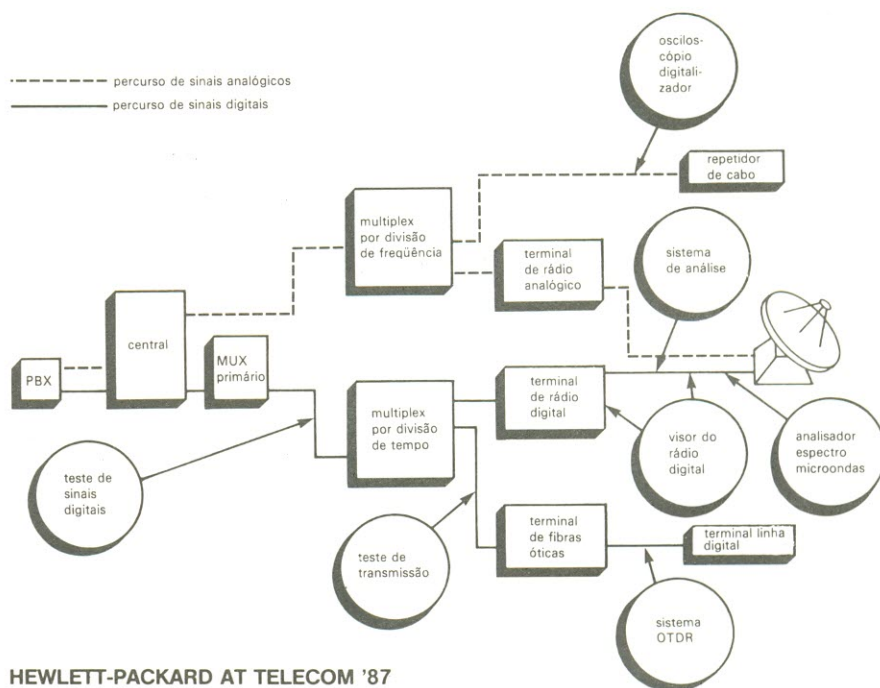 oscilos-
cópio
digitali-
zador
percurso de sinais analógicos
percurso de sinais digitais
repetidor
de cabo
multiplex
por divisão
de freqüência
terminal
de rádio
analógico
sistema
de análise
central
PBX
MUX
primário
multiplex
por divisão
de tempo
terminal
de rádio
digital
visor do
rádio
digital
analisador
espectro
microondas
teste de
sinais
digitais
teste de
transmissão
terminal
de fibras
óticas
terminal linha
digital
sistema
OTDR
HEWLETT-PACKARD AT TELECOM '87